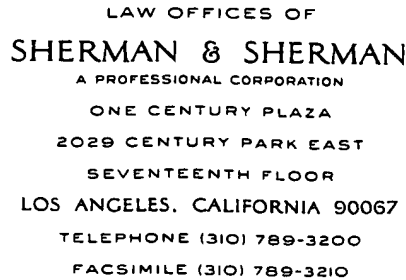 LAW OFFICES OF
SHERMAN & SHERMAN
A PROFESSIONAL CORPORATION
ONE CENTURY PLAZA
2029 CENTURY PARK EAST
SEVENTEENTH FLOOR
LOS ANGELES, CALIFORNIA 90067
TELEPHONE (310) 789-3200
FACSIMILE (310) 789-3210